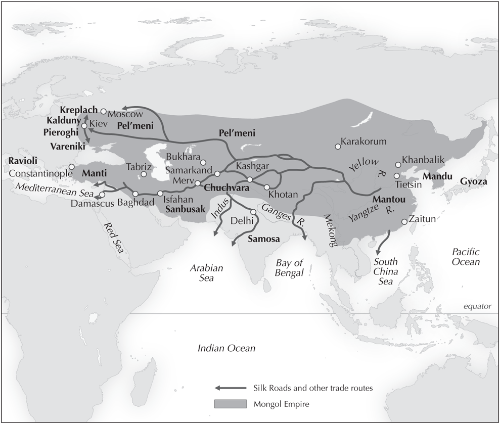 Kreplach
Moscow
Kalduny
Kiev
Pel'meni
Pieroghi
Vareniki
Pel'meni
Karakorum
Ravioli
Constantinople
Manti
Tabriz
Bukhara
Samarkand
Merv
Kashgar
Chuchvara
Khotan
Yellow R.
Khanbalik
Tietsin
Mandu
Gyoza
Mantou
Mediterranean Sea
Damascus
Baghdad
Isfahan
Sanbusak
Indus
Delhi
Ganges R.
Samosa
Mekong
Yangtze R.
Zaitun
Red Sea
Arabian
Sea
Bay of
Bengal
South
China
Sea
Pacific
Ocean
equator
Indian Ocean
Silk Roads and other trade routes
Mongol Empire